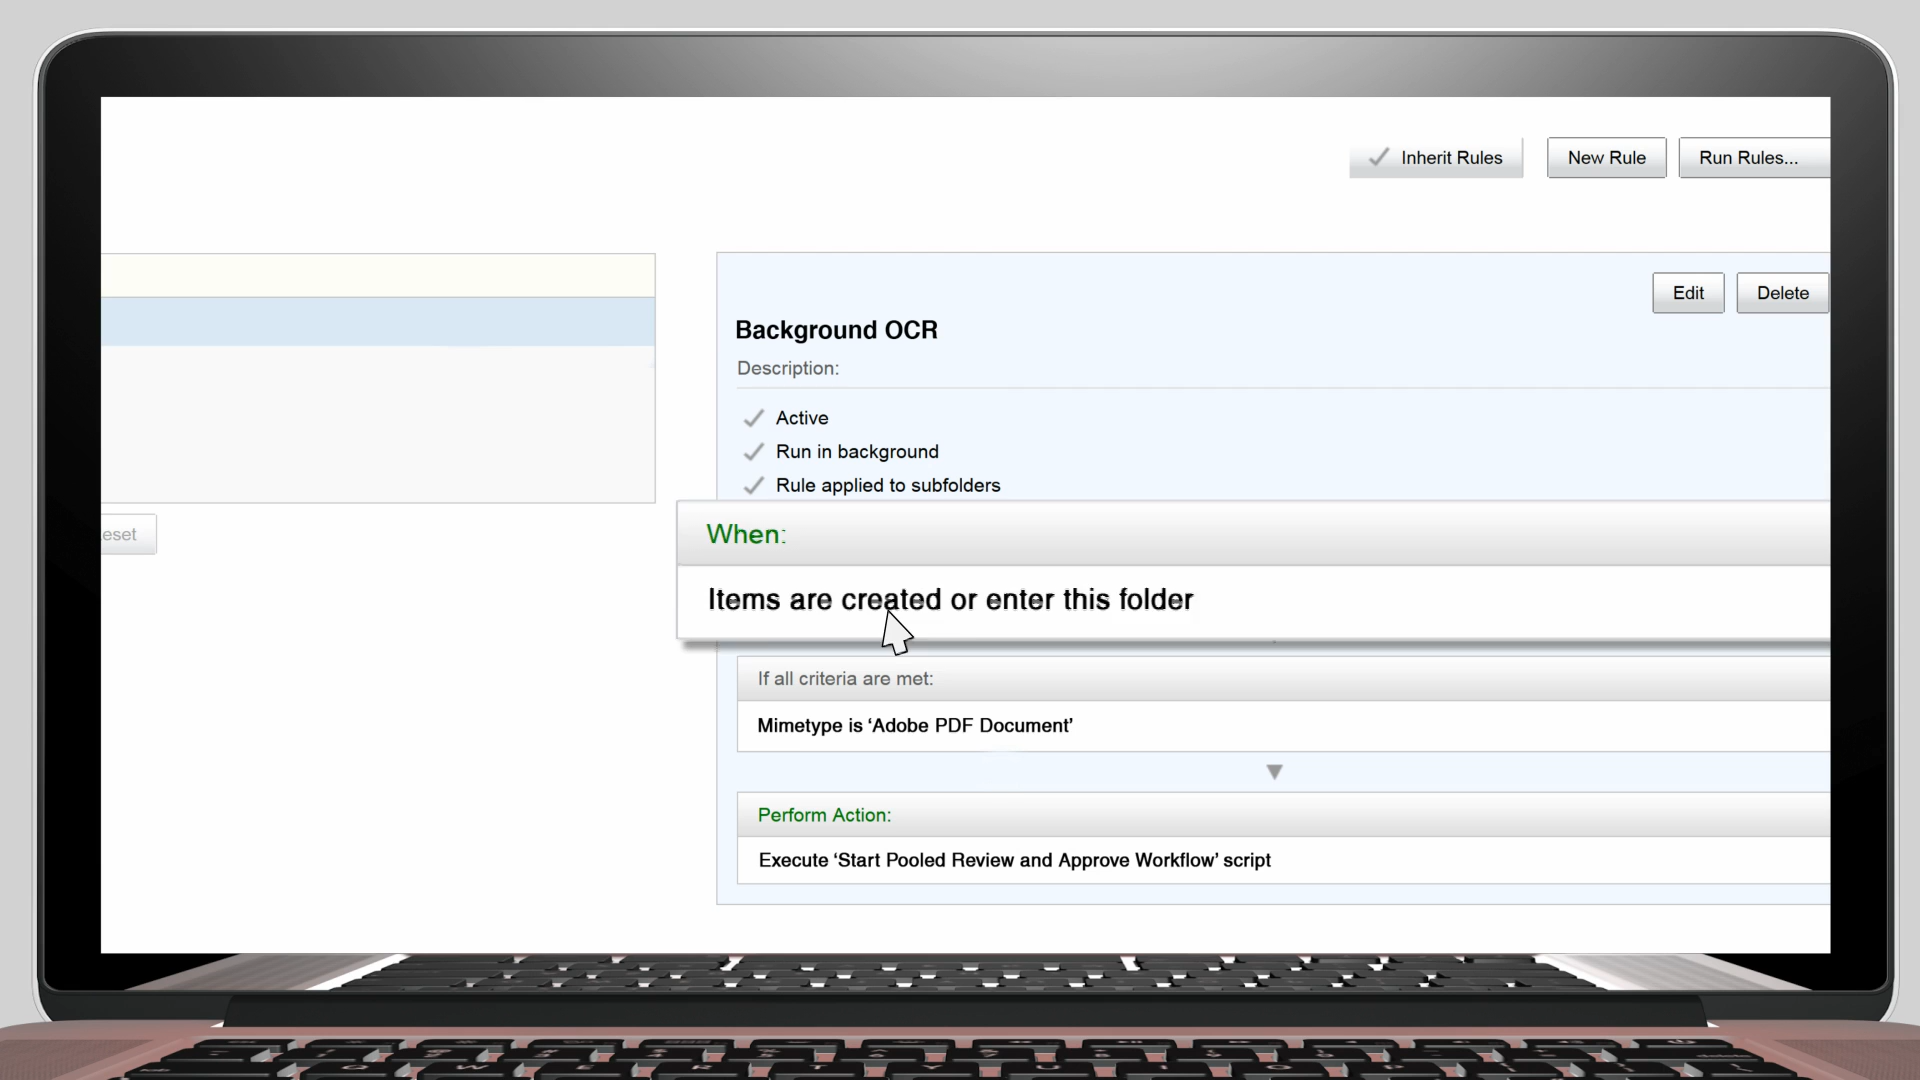 Inherit Rules
New Rule
Run Rules...
Edit
Delete
Background OCR
Description:
Active
Run in background
Rule applied to subfolders
eset
When:
Items are created or enter this folder
If all criteria are met:
Mimetype is ‘Adobe PDF Document’
Perform Action:
Execute ‘Start Pooled Review and Approve Workflow’ script